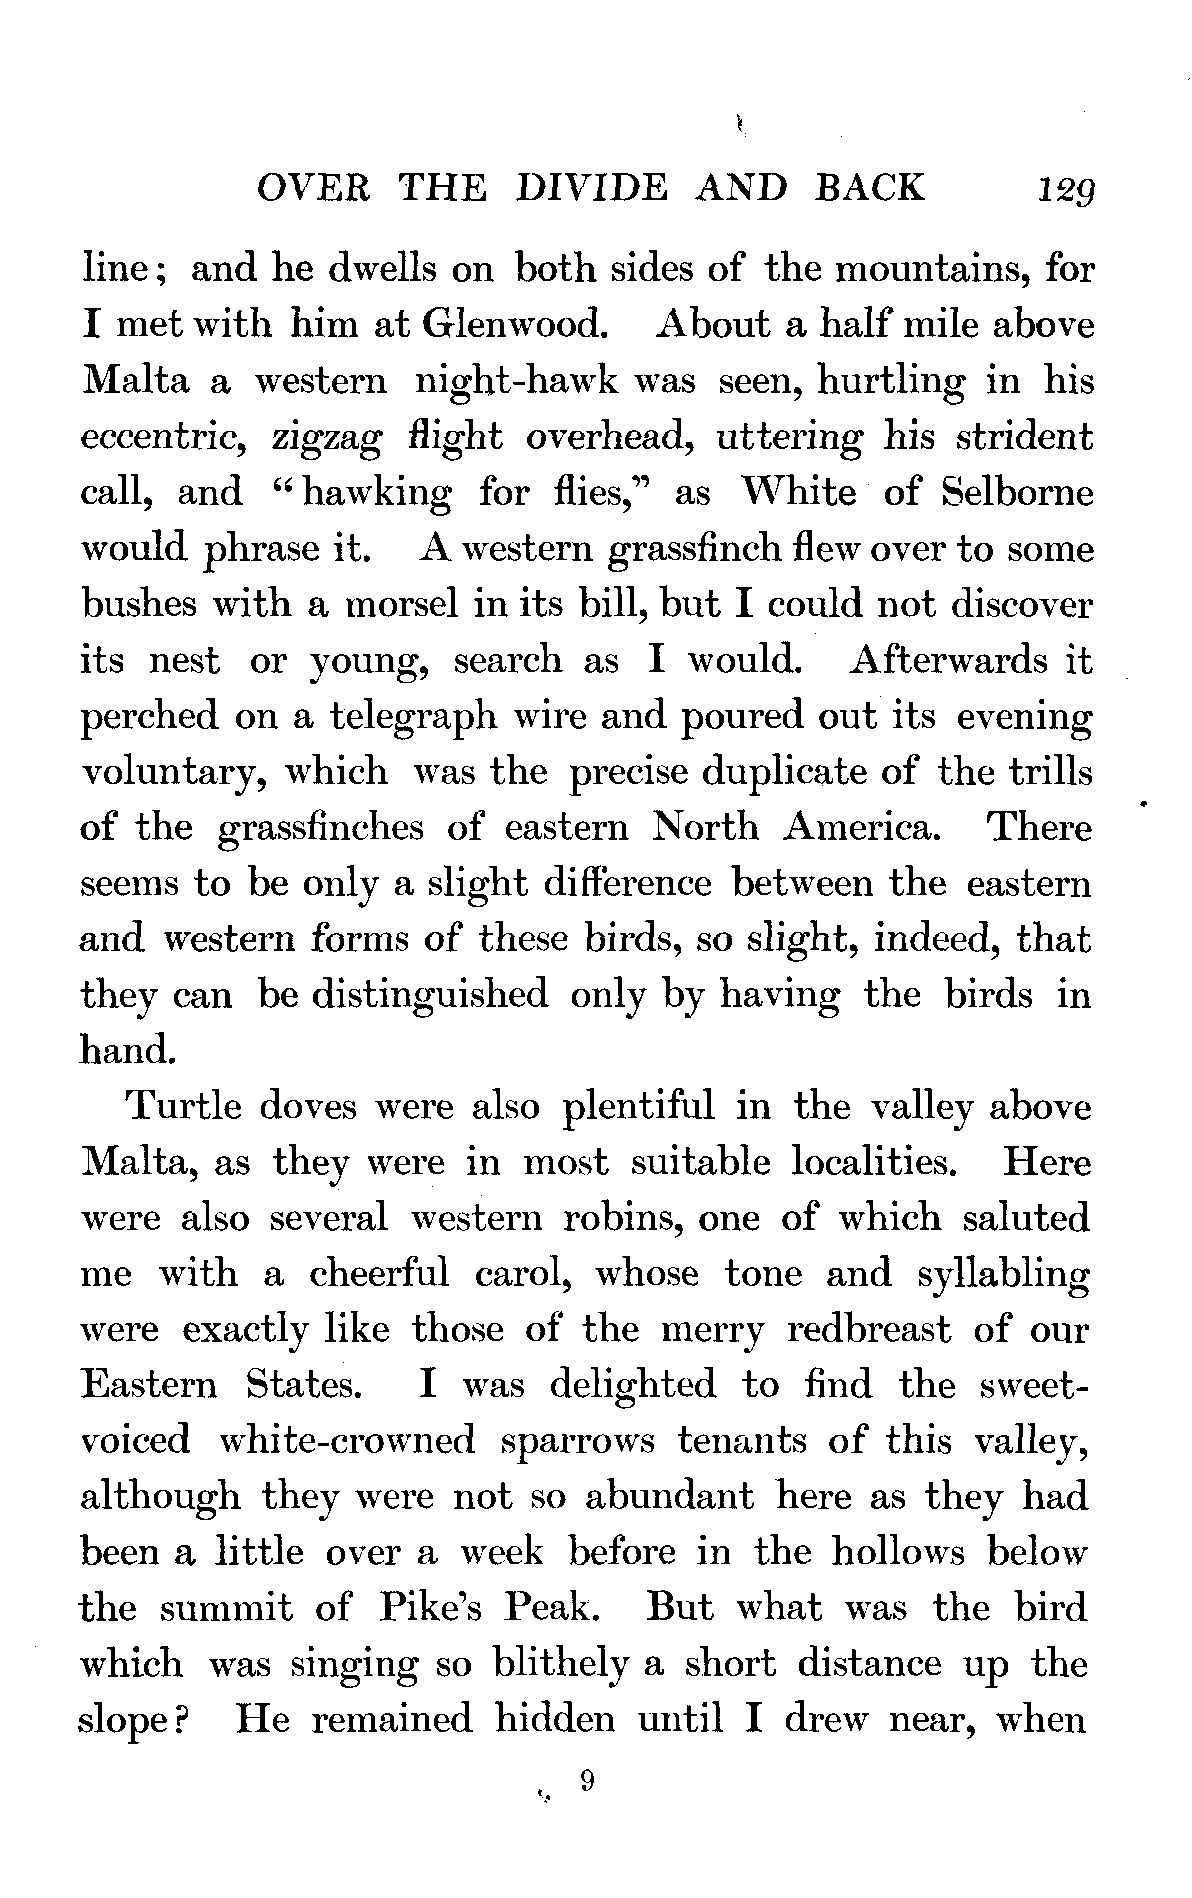 OVER THE DIVIDE AND BACK 129
line; and he dwells on both sides of the mountains, for
I met with him at Glenwood. About a half mile above
Malta a western night-hawk was seen, hurtling in his
eccentric, zigzag flight overhead, uttering his strident
call, and "hawking for flies," as White of Selborne
would phrase it. A western grassfinch flew over to some
bushes with a morsel in its bill, but I could not discover
its nest or young, search as I would. Afterwards it
perched on a telegraph wire and poured out its evening
voluntary, which was the precise duplicate of the trills
of the grassfinches of eastern North America. There
seems to be only a slight difference between the eastern
and western forms of these birds, so slight, indeed, that
they can be distinguished only by having the birds in
hand.
Turtle doves were also plentiful in the valley above
Malta, as they were in most suitable localities. Here
were also several western robins, one of which saluted
me with a cheerful carol, whose tone and syllabling
were exactly like those of the merry redbreast of our
Eastern States. I was delighted to find the sweet-
voiced white-crowned sparrows tenants of this valley,
although they were not so abundant here as they had
been a little over a week before in the hollows below
the summit of Pike's Peak. But what was the bird
which was singing so blithely a short distance up the
slope? He remained hidden until I drew near, when
9